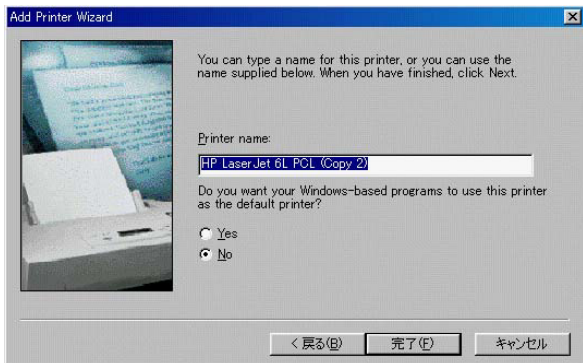 Add Printer Wizard
You can type a name for this printer, or you can use the
name supplied below. When you have finished, click Next.
Printer name:
HP LaserJet 6L PCL (Copy 2)
Do you want your Windows-based programs to use this printer
as the default printer?
Yes
No
< 戻る(B)
完了(F)
キャンセル